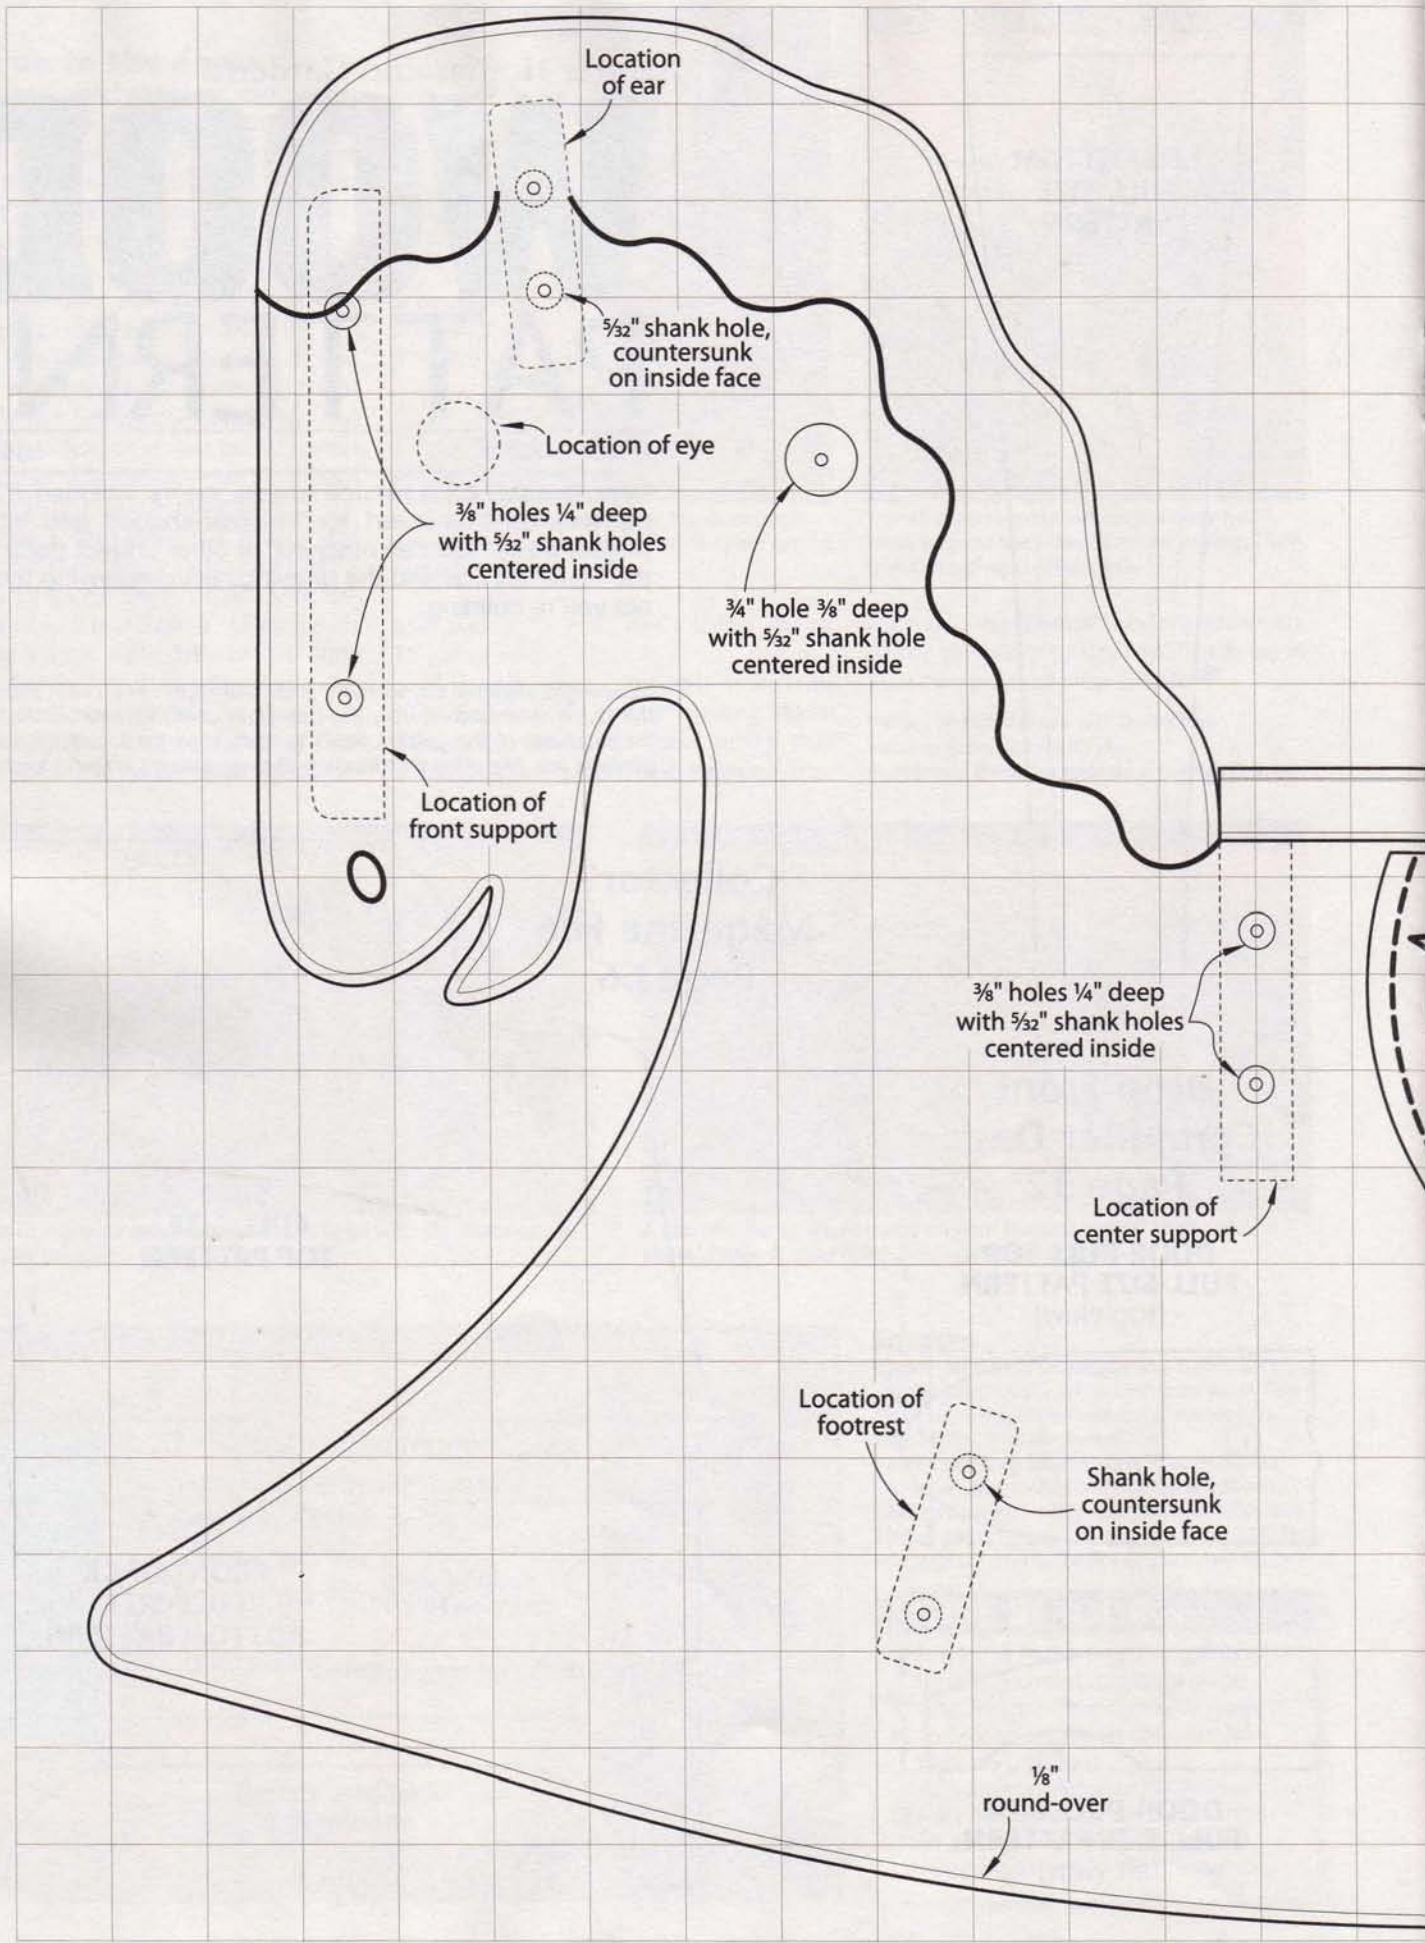 Location
of ear
5/32" shank hole,
countersunk
on inside face
Location of eye
3/8" holes 1/4" deep
with 5/32" shank holes
centered inside
3/4" hole 3/8" deep
with 5/32" shank hole
centered inside
Location of
front support
3/8" holes 1/4" deep
with 5/32" shank holes
centered inside
Location of
center support
Location of
footrest
Shank hole,
countersunk
on inside face
1/8"
round-over